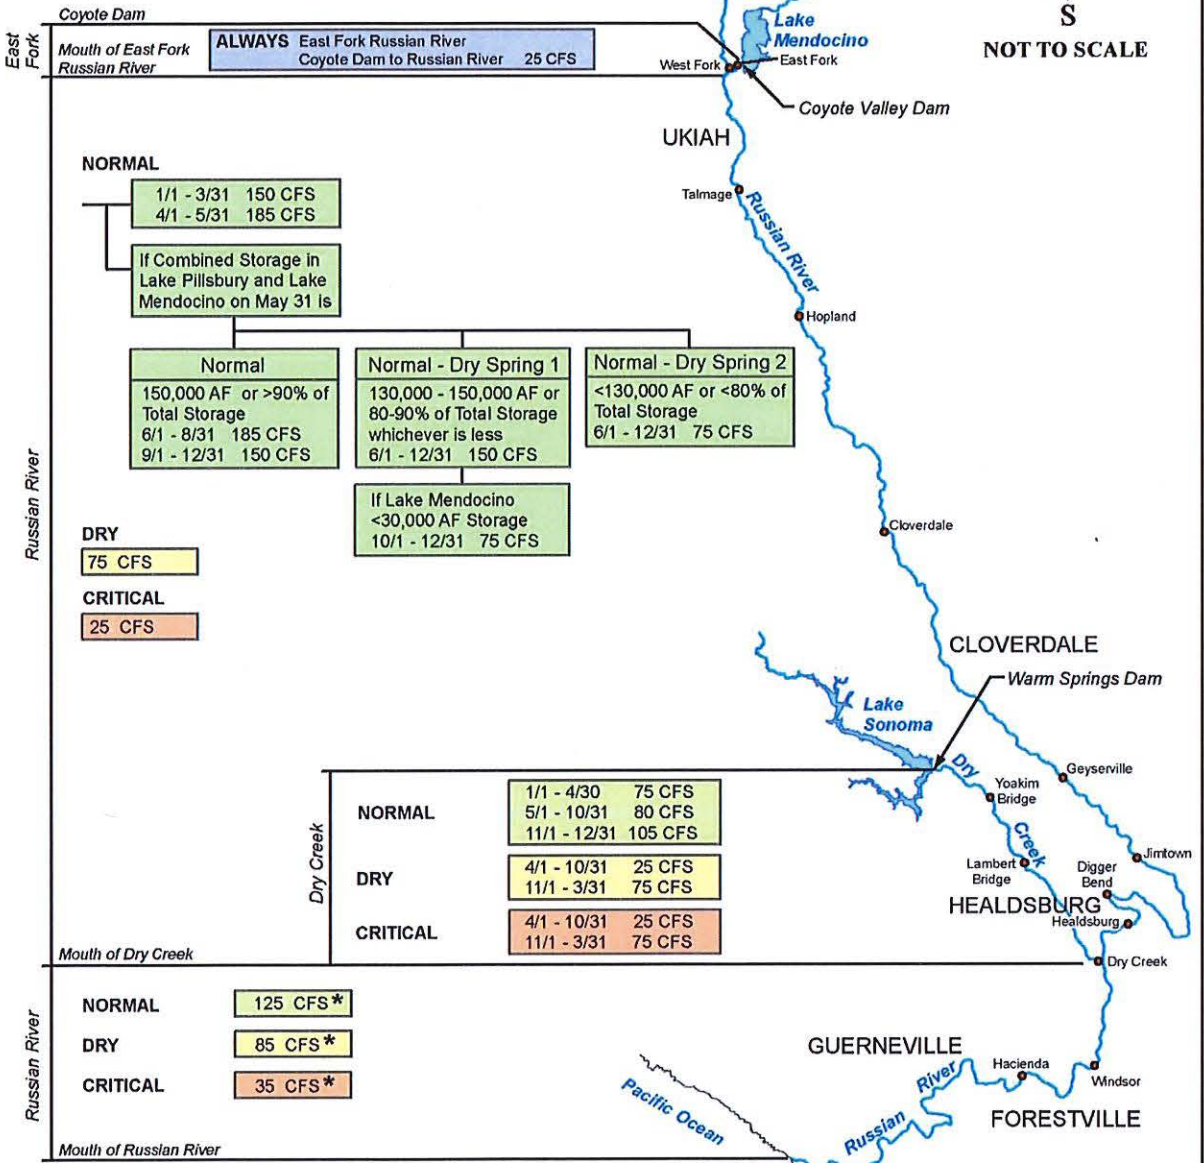 Coyote Dam
East
Fork
Mouth of East Fork
Russian River
ALWAYS East Fork Russian River
Coyote Dam to Russian River 25 CFS
Lake
Mendocino
S
NOT TO SCALE
West Fork
East Fork
Coyote Valley Dam
UKIAH
Talmage
Russian River
Hopland
Cloverdale
Russian River
NORMAL
1/1 - 3/31 150 CFS
4/1 - 5/31 185 CFS
If Combined Storage in
Lake Pillsbury and Lake
Mendocino on May 31 is
Normal
150,000 AF or >90% of
Total Storage
6/1 - 8/31 185 CFS
9/1 - 12/31 150 CFS
Normal - Dry Spring 1
130,000 - 150,000 AF or
80-90% of Total Storage
whichever is less
6/1 - 12/31 150 CFS
If Lake Mendocino
<30,000 AF Storage
10/1 - 12/31 75 CFS
Normal - Dry Spring 2
<130,000 AF or <80% of
Total Storage
6/1 - 12/31 75 CFS
DRY
75 CFS
CRITICAL
25 CFS
CLOVERDALE
Warm Springs Dam
Lake
Sonoma
Dry
Creek
Geyserville
Yoakim
Bridge
Lambert
Bridge
Jimtown
Digger
Bend
HEALDSBURG
Healdsburg
Dry Creek
Dry Creek
NORMAL
1/1 - 4/30 75 CFS
5/1 - 10/31 80 CFS
11/1 - 12/31 105 CFS
DRY
4/1 - 10/31 25 CFS
11/1 - 3/31 75 CFS
CRITICAL
4/1 - 10/31 25 CFS
11/1 - 3/31 75 CFS
Mouth of Dry Creek
Russian River
NORMAL
125 CFS*
DRY
85 CFS*
CRITICAL
35 CFS*
Mouth of Russian River
GUERNEVILLE
Hacienda
Windsor
FORESTVILLE
Russian
River
Pacific Ocean